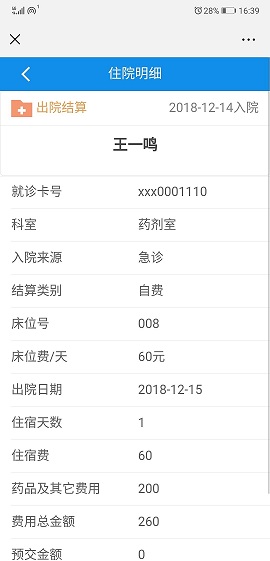 28% 16:39
住院明细
出院结算 2018-12-14入院
王一鸣
就诊卡号 xxx0001110
科室 药剂室
入院来源 急诊
结算类别 自费
床位号 008
床位费/天 60元
出院日期 2018-12-15
住宿天数 1
住宿费 60
药品及其它费用 200
费用总金额 260
预交金额 0